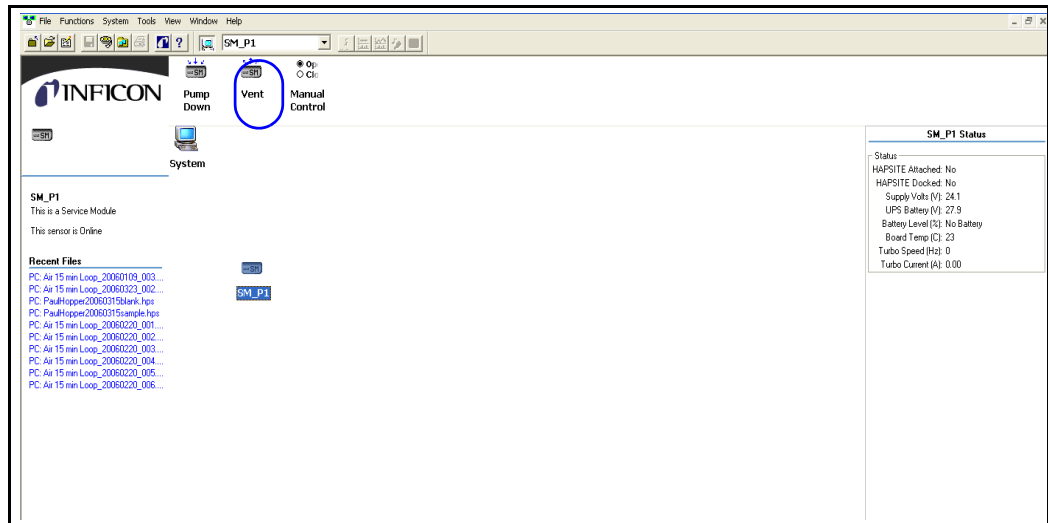 File Functions System Tools View Window Help
SM_P1
INFICON
SM
Pump Down
SM
Vent
Op
Clo
Manual Control
SM
System
SM_P1
This is a Service Module
This sensor is Online
Recent Files
PC: Air 15 min Loop_20060109_003....
PC: Air 15 min Loop_20060323_002....
PC: PaulHopper20060315blank.hps
PC: PaulHopper20060315sample.hps
PC: Air 15 min Loop_20060220_001....
PC: Air 15 min Loop_20060220_002....
PC: Air 15 min Loop_20060220_003....
PC: Air 15 min Loop_20060220_004....
PC: Air 15 min Loop_20060220_005....
PC: Air 15 min Loop_20060220_006....
SM
SM_P1
SM_P1 Status
Status
HAPSITE Attached: No
HAPSITE Docked: No
Supply Volts (V): 24.1
UPS Battery (V): 27.9
Battery Level (%): No Battery
Board Temp (C): 23
Turbo Speed (Hz): 0
Turbo Current (A): 0.00